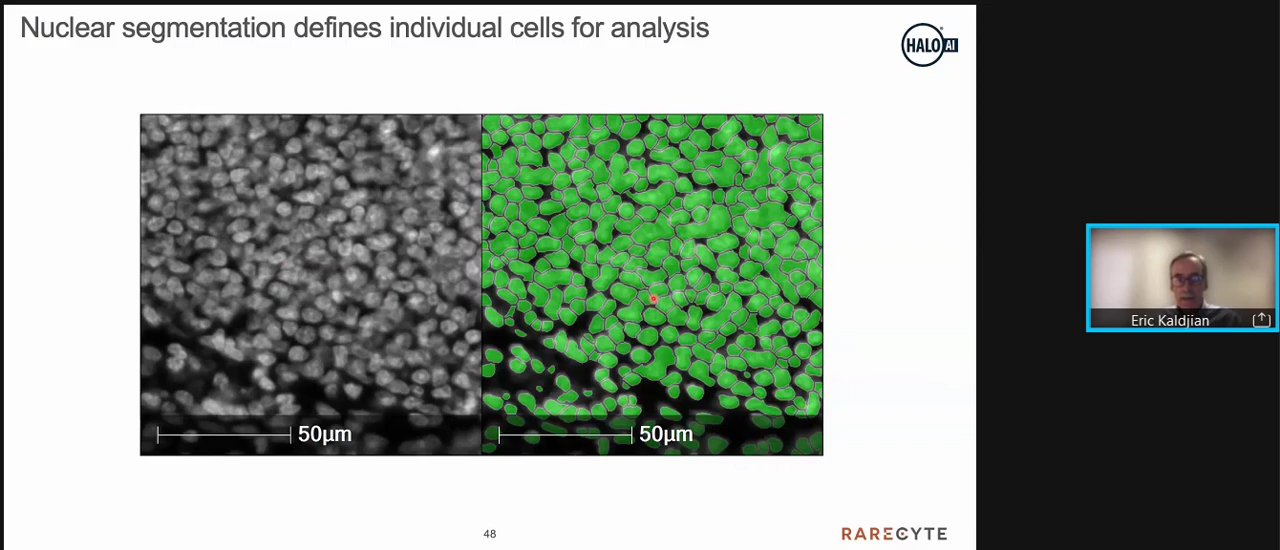 Nuclear segmentation defines individual cells for analysis
HALO AI
50μm
50μm
Eric Kaldjian
48
RARECYTE